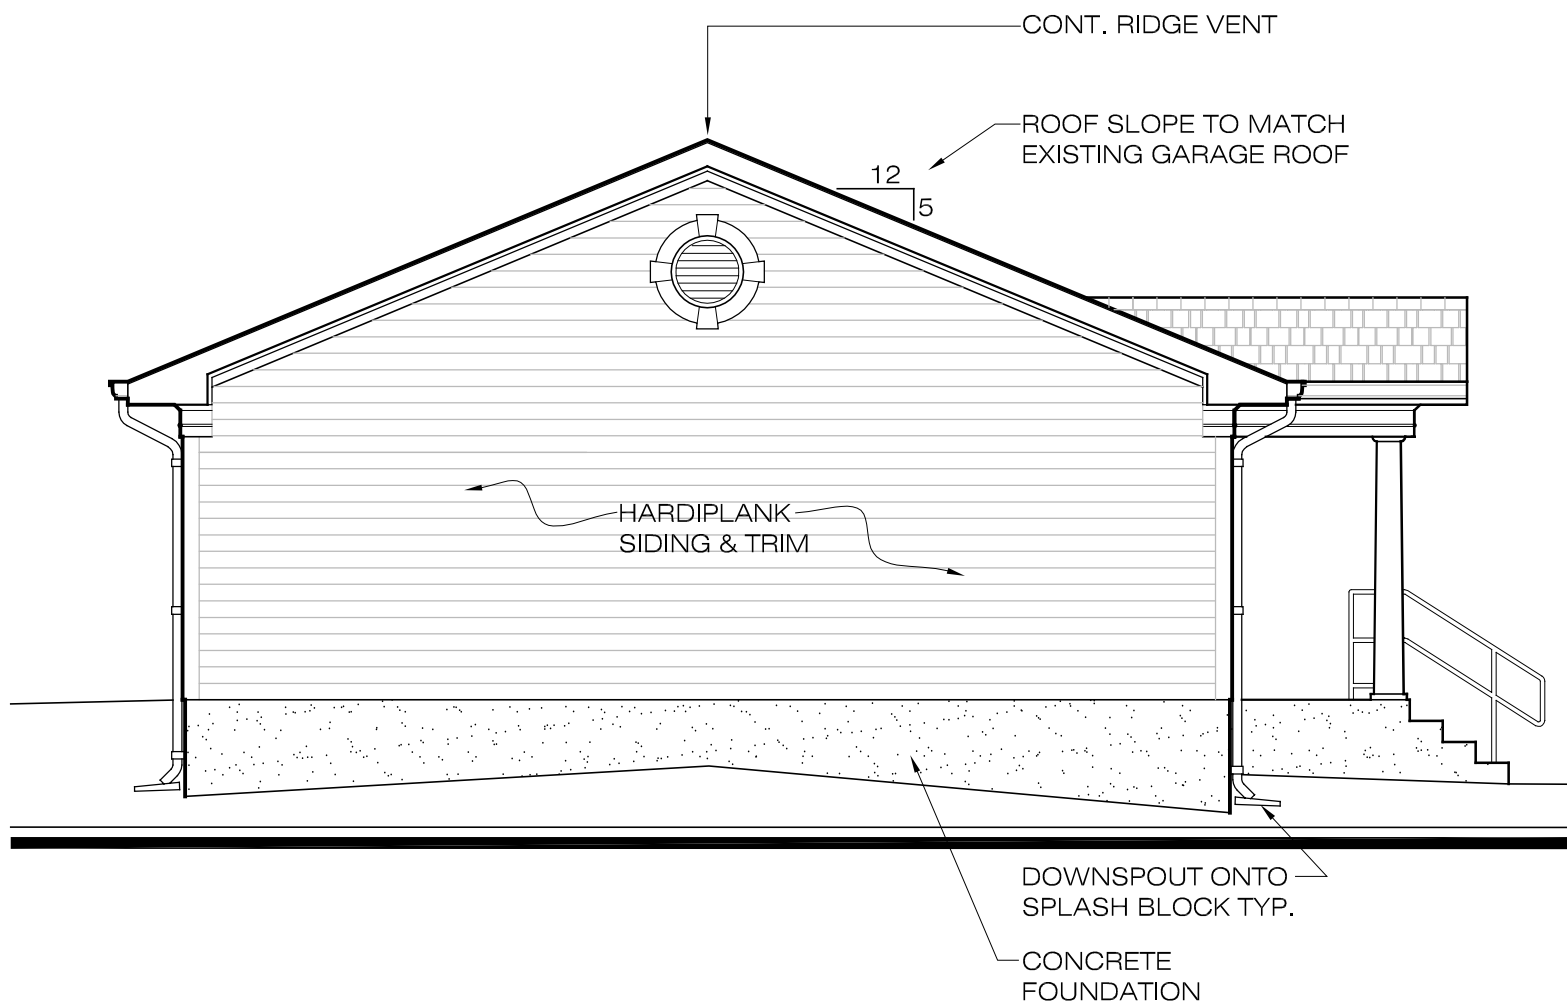 CONT. RIDGE VENT
ROOF SLOPE TO MATCH
EXISTING GARAGE ROOF
12
5
HARDIPLANK
SIDING & TRIM
DOWNSPOUT ONTO
SPLASH BLOCK TYP.
CONCRETE
FOUNDATION